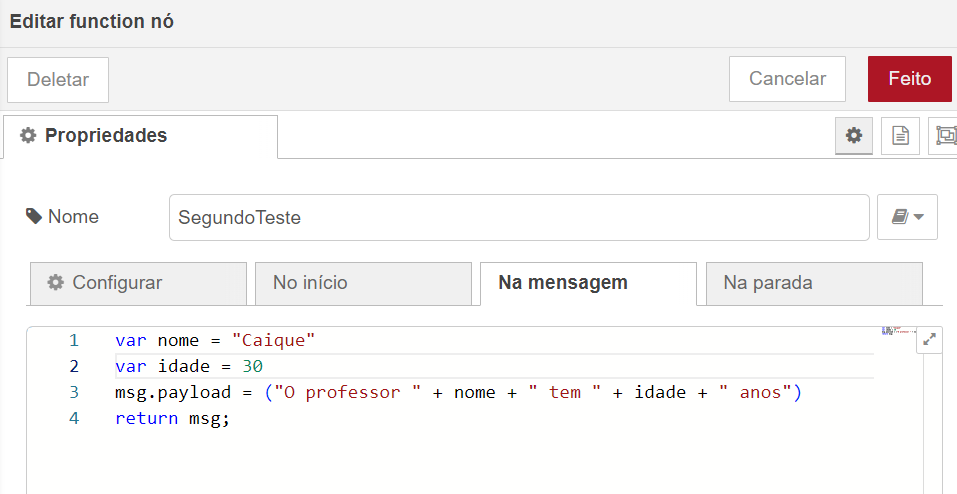 Editar function nó
Deletar
Cancelar
Feito
Propriedades
Nome
SegundoTeste
Configurar
No início
Na mensagem
Na parada
1 var nome = "Caique"
2 var idade = 30
3 msg.payload = ("O professor " + nome + " tem " + idade + " anos")
4 return msg;